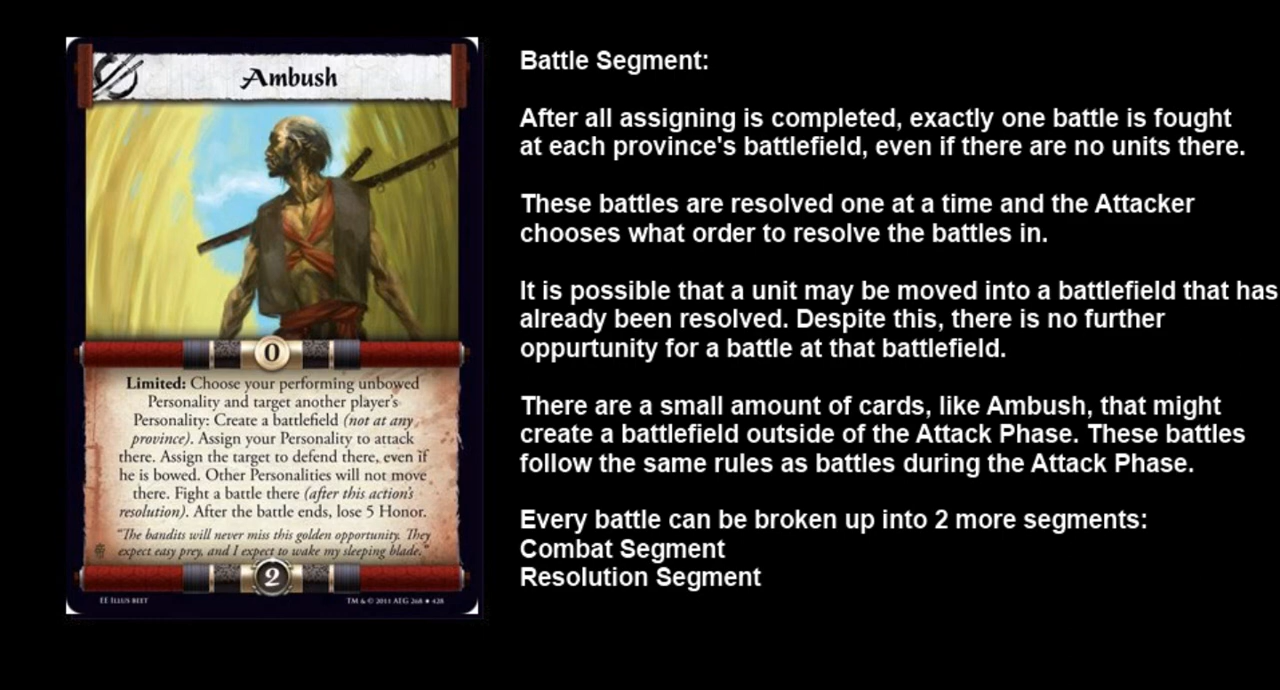 Ambush
0
Limited: Choose your performing unbowed
Personality and target another player's
Personality: Create a battlefield (not at any
province). Assign your Personality to attack
there. Assign the target to defend there, even if
he is bowed. Other Personalities will not move
there. Fight a battle there (after this action's
resolution). After the battle ends, lose 5 Honor.
"The bandits will never miss this golden opportunity. They
expect easy prey, and I expect to wake my sleeping blade."
2
EE ILLUS BEET
TM & © 2011 AEG 268 ★ 428
Battle Segment:
After all assigning is completed, exactly one battle is fought
at each province's battlefield, even if there are no units there.
These battles are resolved one at a time and the Attacker
chooses what order to resolve the battles in.
It is possible that a unit may be moved into a battlefield that has
already been resolved. Despite this, there is no further
oppurtunity for a battle at that battlefield.
There are a small amount of cards, like Ambush, that might
create a battlefield outside of the Attack Phase. These battles
follow the same rules as battles during the Attack Phase.
Every battle can be broken up into 2 more segments:
Combat Segment
Resolution Segment